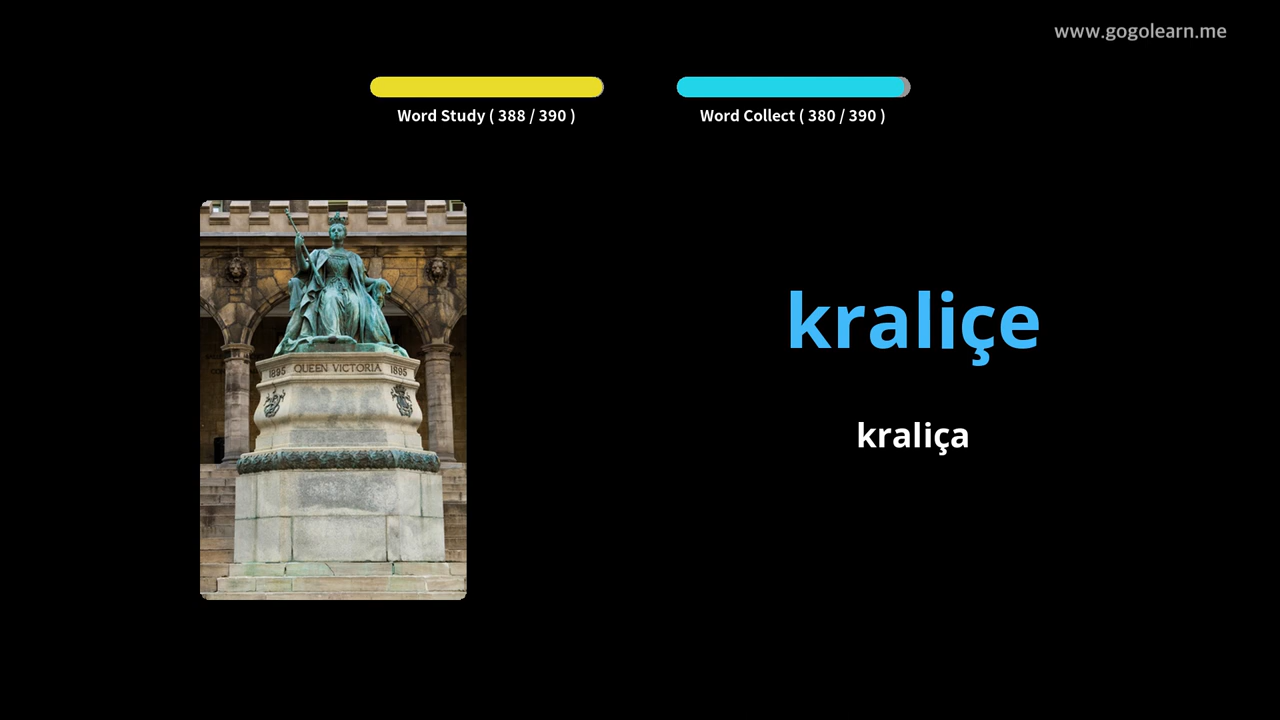 www.gogolearn.me
Word Study ( 388 / 390 )
Word Collect ( 380 / 390 )
kraliçe
kraliça
1895 QUEEN VICTORIA 1895